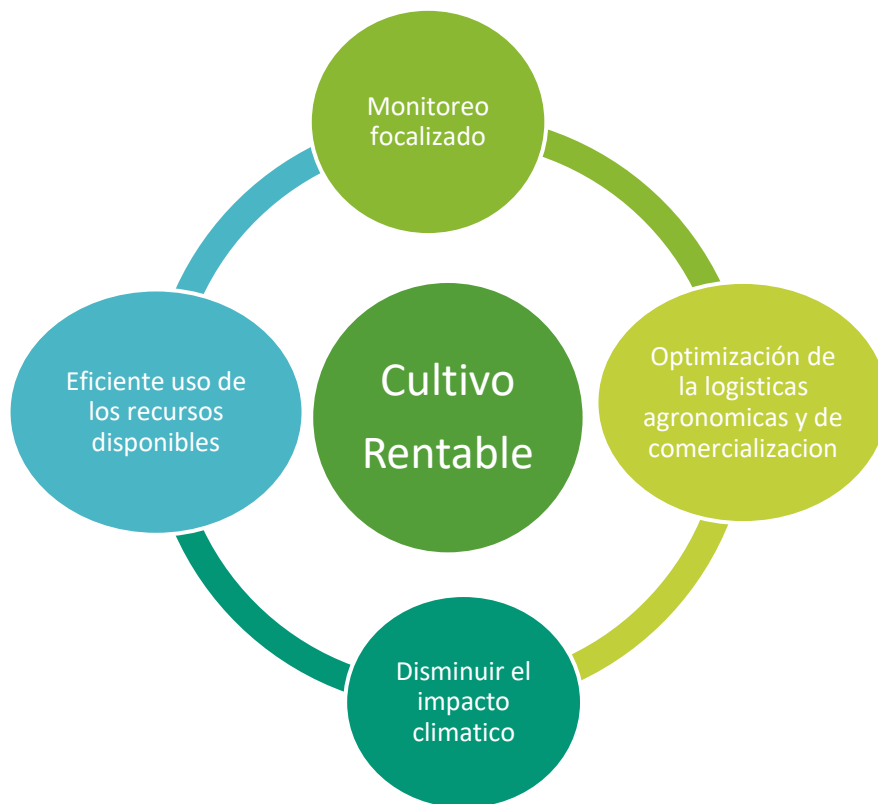 Monitoreo
focalizado
Optimización de
la logisticas
agronomicas y de
comercializacion
Eficiente uso de
los recursos
disponibles
Cultivo
Rentable
Disminuir el
impacto
climatico